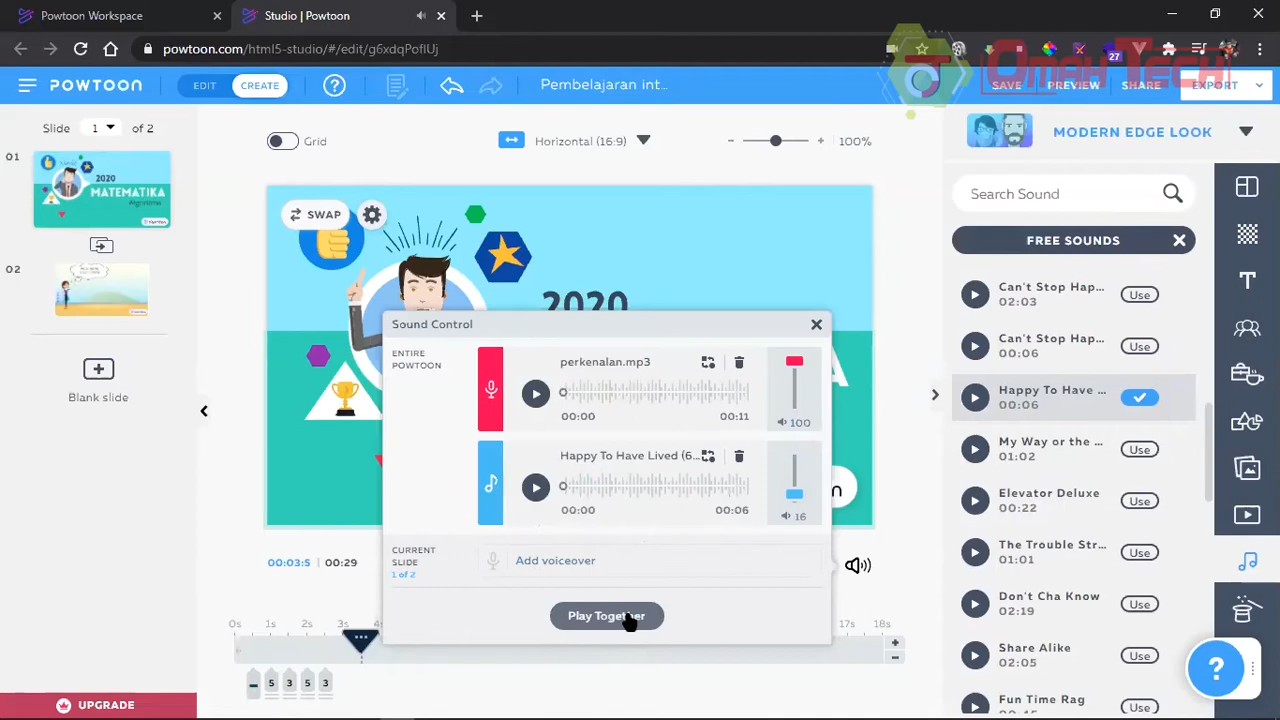 Powtoon Workspace
Studio | Powtoon
powtoon.com/html5-studio/#/edit/g6xdqPofIUj
27
OMAH TECH
POWTOON
EDIT
CREATE
Pembelajaran int...
SAVE
PREVIEW
SHARE
EXPORT
Slide 1 of 2
Grid
Horizontal (16:9)
100%
MODERN EDGE LOOK
01
2020
MATEMATIKA
02
Blank slide
UPGRADE
SWAP
2020
Search Sound
FREE SOUNDS
Can't Stop Hap...
02:03
Use
Can't Stop Hap...
00:06
Use
Happy To Have ...
00:06
My Way or the ...
01:02
Use
Elevator Deluxe
00:22
Use
The Trouble Str...
01:01
Use
Don't Cha Know
02:19
Use
Share Alike
02:05
Use
Fun Time Rag
Use
Sound Control
ENTIRE
POWTOON
perkenalan.mp3
00:00
00:11
100
Happy To Have Lived (6...
00:00
00:06
16
CURRENT
SLIDE
1 of 2
Add voiceover
Play Together
00:03:5
00:29
0s
1s
2s
3s
17s
18s
5
3
5
3
?